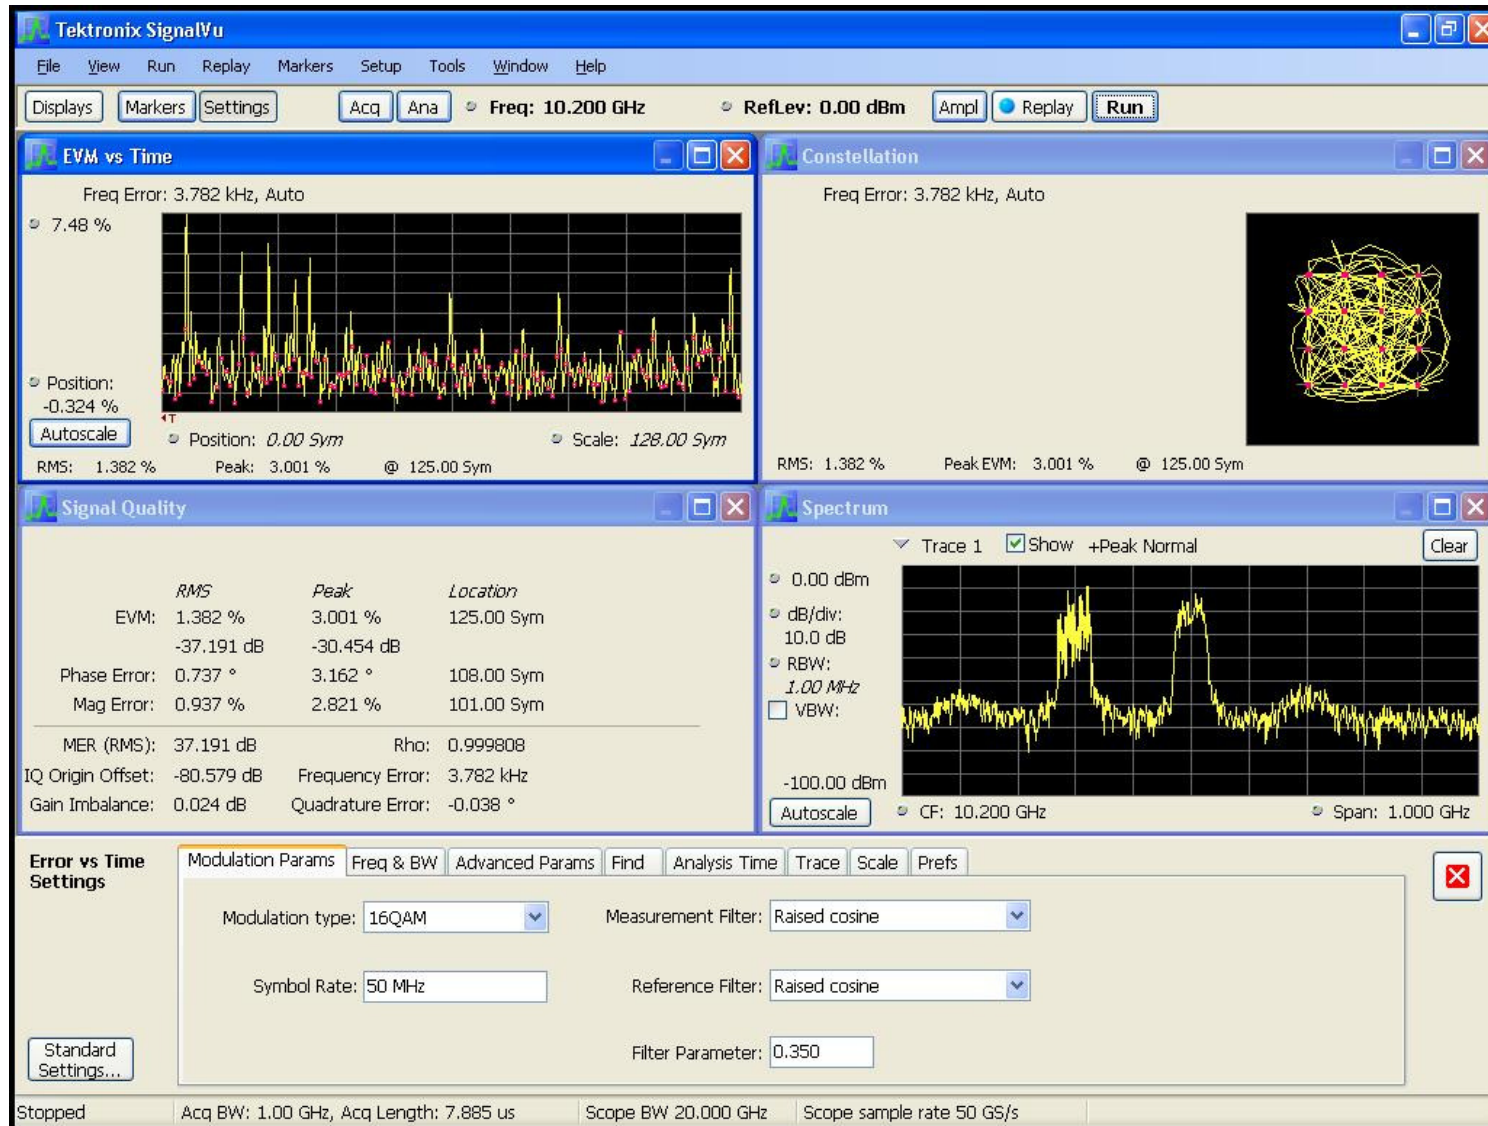 Tektronix SignalVu
File View Run Replay Markers Setup Tools Window Help
Displays Markers Settings Acq Ana Freq: 10.200 GHz RefLev: 0.00 dBm Ampl Replay Run
EVM vs Time
Freq Error: 3.782 kHz, Auto
7.48 %
Position:
-0.324 %
Autoscale
T
Position: 0.00 Sym Scale: 128.00 Sym
RMS: 1.382 % Peak: 3.001 % @ 125.00 Sym
Constellation
Freq Error: 3.782 kHz, Auto
RMS: 1.382 % Peak EVM: 3.001 % @ 125.00 Sym
Signal Quality
RMS Peak Location
EVM: 1.382 % 3.001 % 125.00 Sym
-37.191 dB -30.454 dB
Phase Error: 0.737 ° 3.162 ° 108.00 Sym
Mag Error: 0.937 % 2.821 % 101.00 Sym
MER (RMS): 37.191 dB Rho: 0.999808
IQ Origin Offset: -80.579 dB Frequency Error: 3.782 kHz
Gain Imbalance: 0.024 dB Quadrature Error: -0.038 °
Spectrum
Trace 1 Show +Peak Normal Clear
0.00 dBm
dB/div:
10.0 dB
RBW:
1.00 MHz
VBW:
-100.00 dBm
Autoscale CF: 10.200 GHz Span: 1.000 GHz
Error vs Time
Settings
Modulation Params Freq & BW Advanced Params Find Analysis Time Trace Scale Prefs
Modulation type: 16QAM Measurement Filter: Raised cosine
Symbol Rate: 50 MHz Reference Filter: Raised cosine
Filter Parameter: 0.350
Standard
Settings...
Stopped Acq BW: 1.00 GHz, Acq Length: 7.885 us Scope BW 20.000 GHz Scope sample rate 50 GS/s